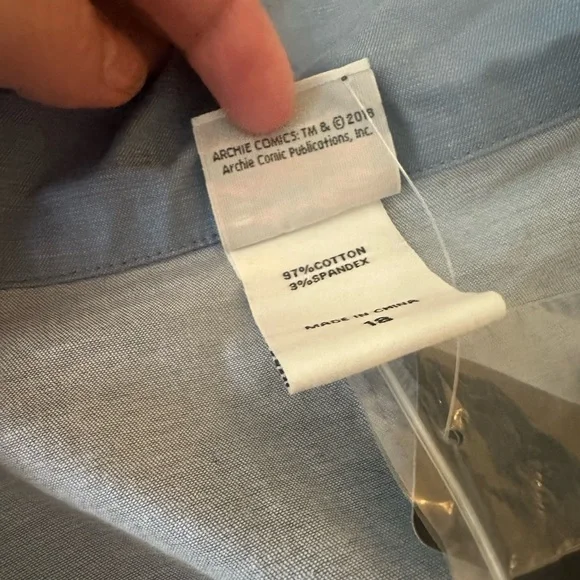 ARCHIE COMICS: TM & © 2018
Archie Comic Publications, Inc.
97%COTTON
3%SPANDEX
MADE IN CHINA
18